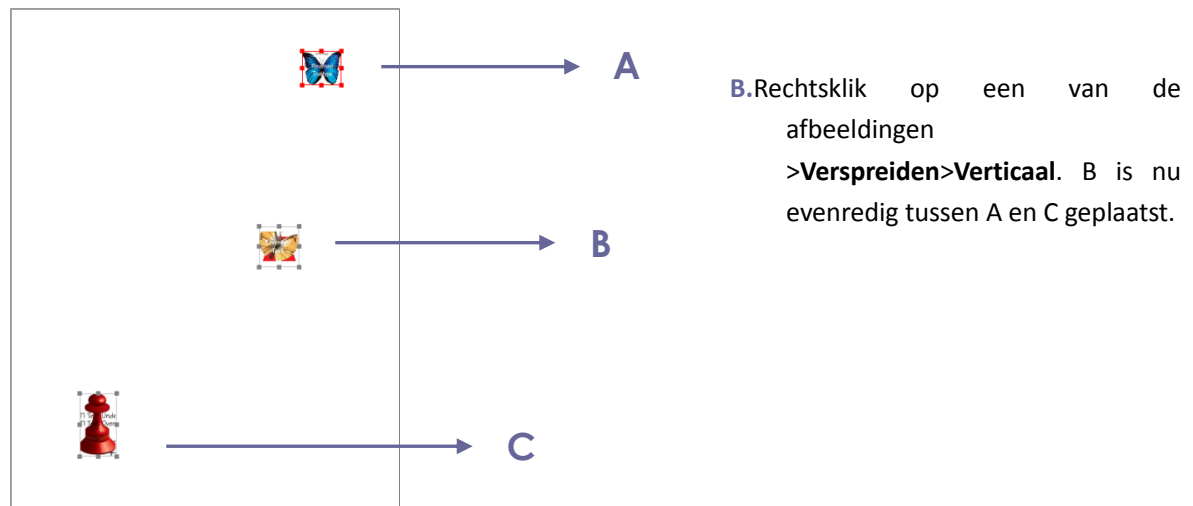 A
B.Rechtsklik op een van de
afbeeldingen
>Verspreiden>Verticaal. B is nu
evenredig tussen A en C geplaatst.
B
C